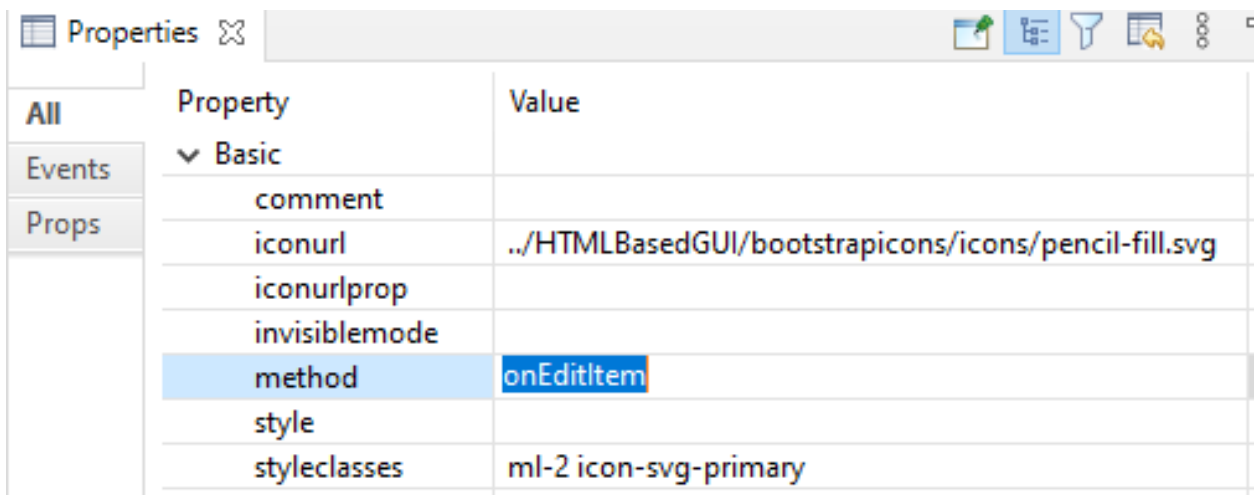 Properties
All
Property Value
Events
Basic
comment
Props
iconurl ../HTMLBasedGUI/bootstrapicons/icons/pencil-fill.svg
iconurlprop
invisiblemode
method onEditItem
style
styleclasses ml-2 icon-svg-primary